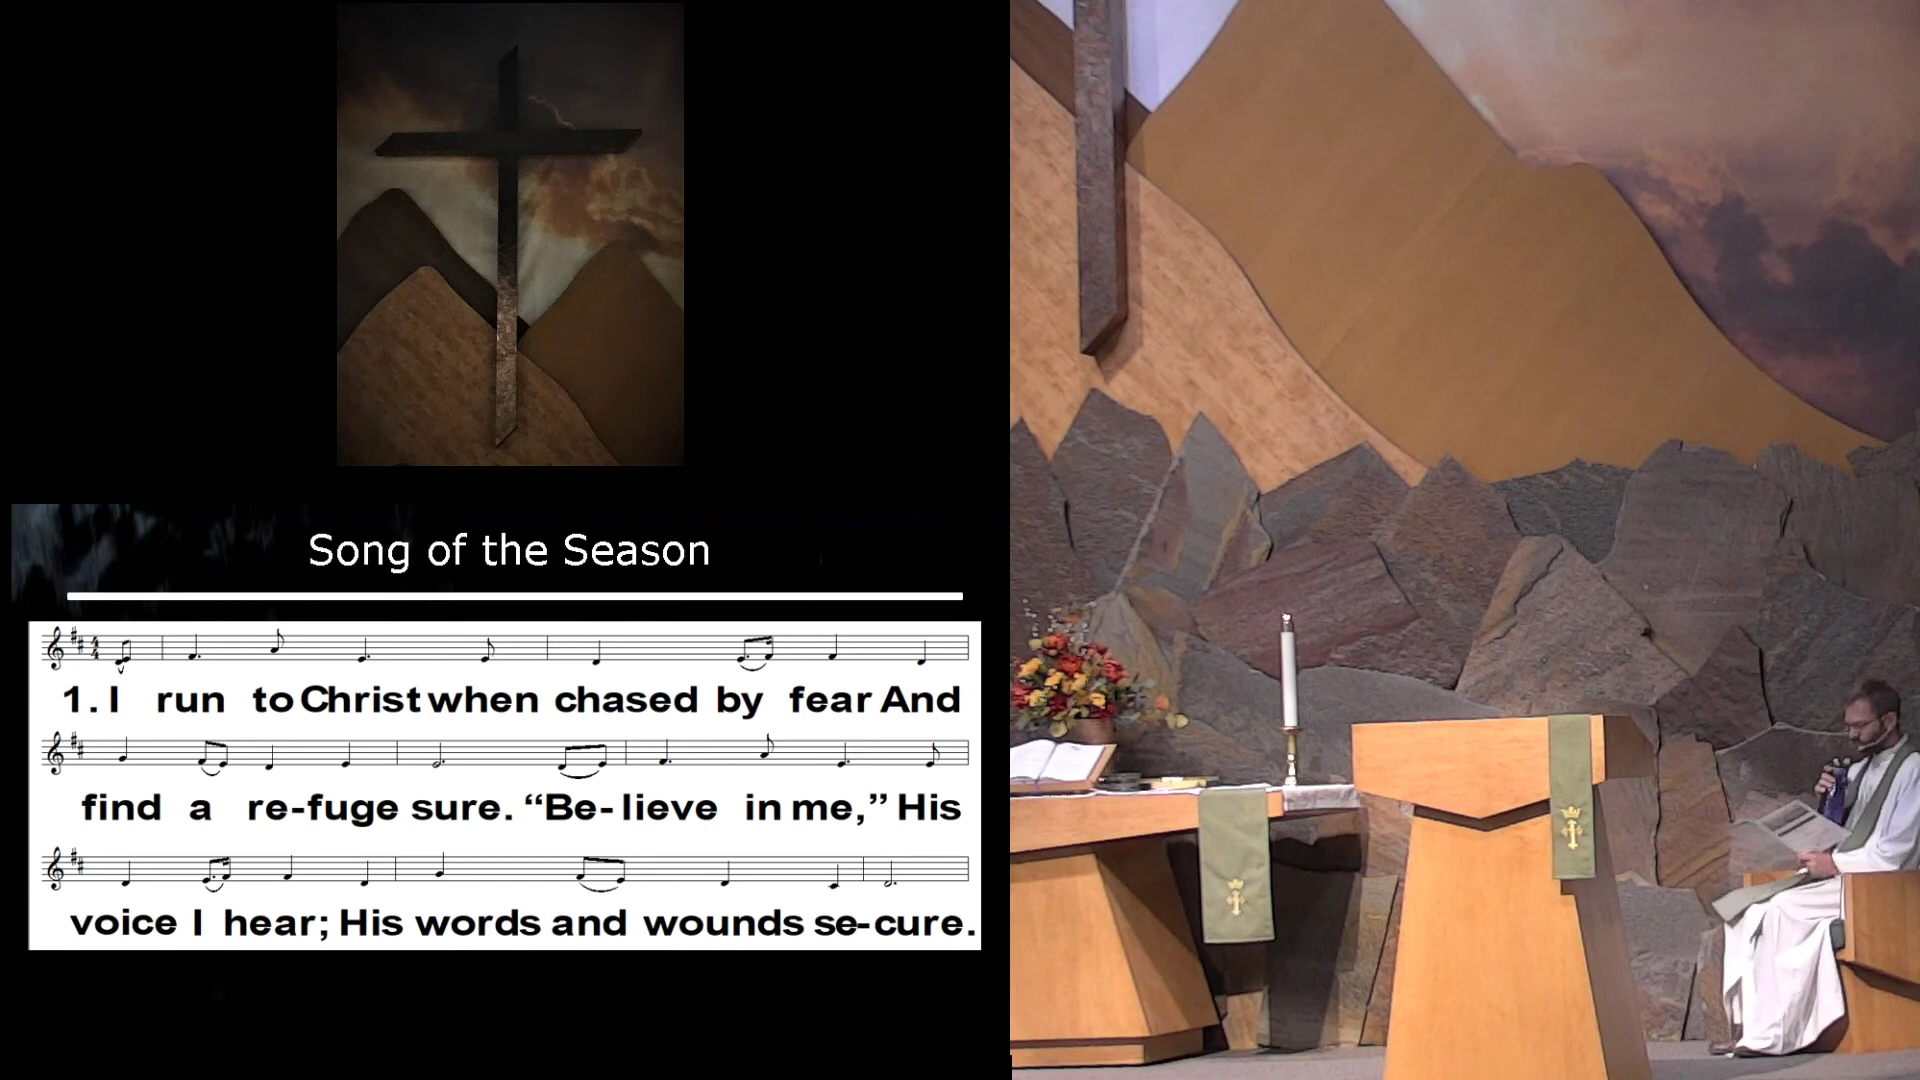 Song of the Season
1. I run to Christ when chased by fear And
find a re-fuge sure. “Be-lieve in me,” His
voice I hear; His words and wounds se-cure.